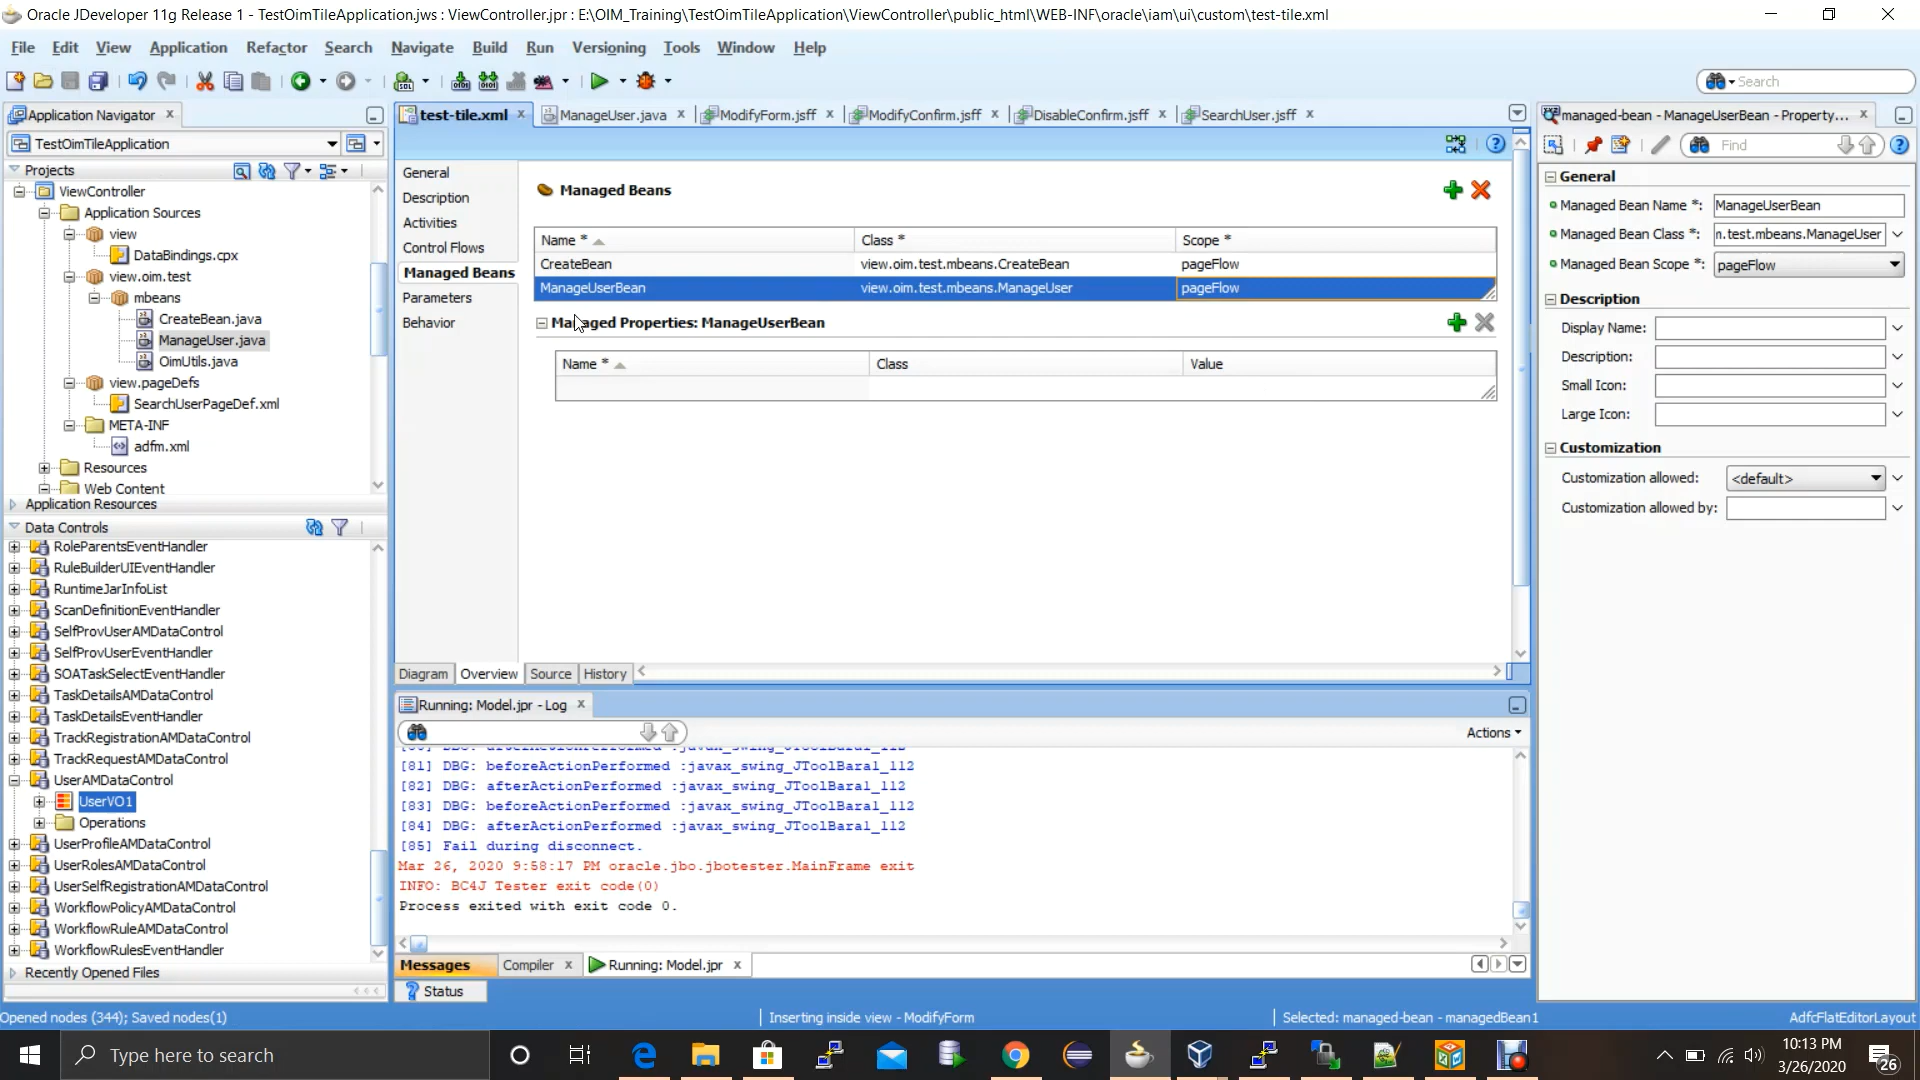 Oracle JDeveloper 11g Release 1 - TestOimTileApplication.jws : ViewController.jpr : E:\OIM_Training\TestOimTileApplication\ViewController\public_html\WEB-INF\oracle\iam\ui\custom\test-tile.xml
File Edit View Application Refactor Search Navigate Build Run Versioning Tools Window Help
Search
Application Navigator
TestOimTileApplication
Projects
ViewController
Application Sources
view
DataBindings.cpx
view.oim.test
mbeans
CreateBean.java
ManageUser.java
OimUtils.java
view.pageDefs
SearchUserPageDef.xml
META-INF
adfm.xml
Resources
Web Content
Application Resources
Data Controls
RoleParentsEventHandler
RuleBuilderUIEventHandler
RuntimeJarInfoList
ScanDefinitionEventHandler
SelfProvUserAMDataControl
SelfProvUserEventHandler
SOATaskSelectEventHandler
TaskDetailsAMDataControl
TaskDetailsEventHandler
TrackRegistrationAMDataControl
TrackRequestAMDataControl
UserAMDataControl
UserVO1
Operations
UserProfileAMDataControl
UserRolesAMDataControl
UserSelfRegistrationAMDataControl
WorkflowPolicyAMDataControl
WorkflowRuleAMDataControl
WorkflowRulesEventHandler
Recently Opened Files
test-tile.xml ManageUser.java ModifyForm.jsff ModifyConfirm.jsff DisableConfirm.jsff SearchUser.jsff
General
Description
Activities
Control Flows
Managed Beans
Parameters
Behavior
Managed Beans
Name * Class * Scope *
CreateBean view.oim.test.mbeans.CreateBean pageFlow
ManageUserBean view.oim.test.mbeans.ManageUser pageFlow
Managed Properties: ManageUserBean
Name * Class Value
Diagram Overview Source History
Running: Model.jpr - Log
Actions
[81] DBG: beforeActionPerformed :javax_swing_JToolBara1_112
[82] DBG: afterActionPerformed :javax_swing_JToolBara1_112
[83] DBG: beforeActionPerformed :javax_swing_JToolBara1_112
[84] DBG: afterActionPerformed :javax_swing_JToolBara1_112
[85] Fail during disconnect.
Mar 26, 2020 9:58:17 PM oracle.jbo.jbotester.MainFrame exit
INFO: BC4J Tester exit code(0)
Process exited with exit code 0.
Messages Compiler Running: Model.jpr
Status
managed-bean - ManageUserBean - Property...
Find
General
Managed Bean Name *: ManageUserBean
Managed Bean Class *: n.test.mbeans.ManageUser
Managed Bean Scope *: pageFlow
Description
Display Name:
Description:
Small Icon:
Large Icon:
Customization
Customization allowed: <default>
Customization allowed by:
Opened nodes (344); Saved nodes(1) Inserting inside view - ModifyForm Selected: managed-bean - managedBean1 AdfcFlatEditorLayout
Type here to search
10:13 PM
3/26/2020
26